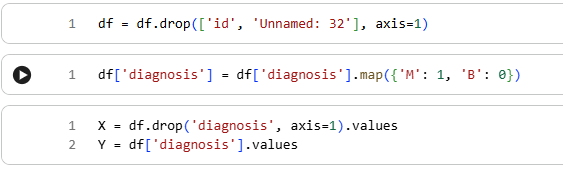 1 df = df.drop(['id', 'Unnamed: 32'], axis=1)
1 df['diagnosis'] = df['diagnosis'].map({'M': 1, 'B': 0})
1 X = df.drop('diagnosis', axis=1).values
2 Y = df['diagnosis'].values